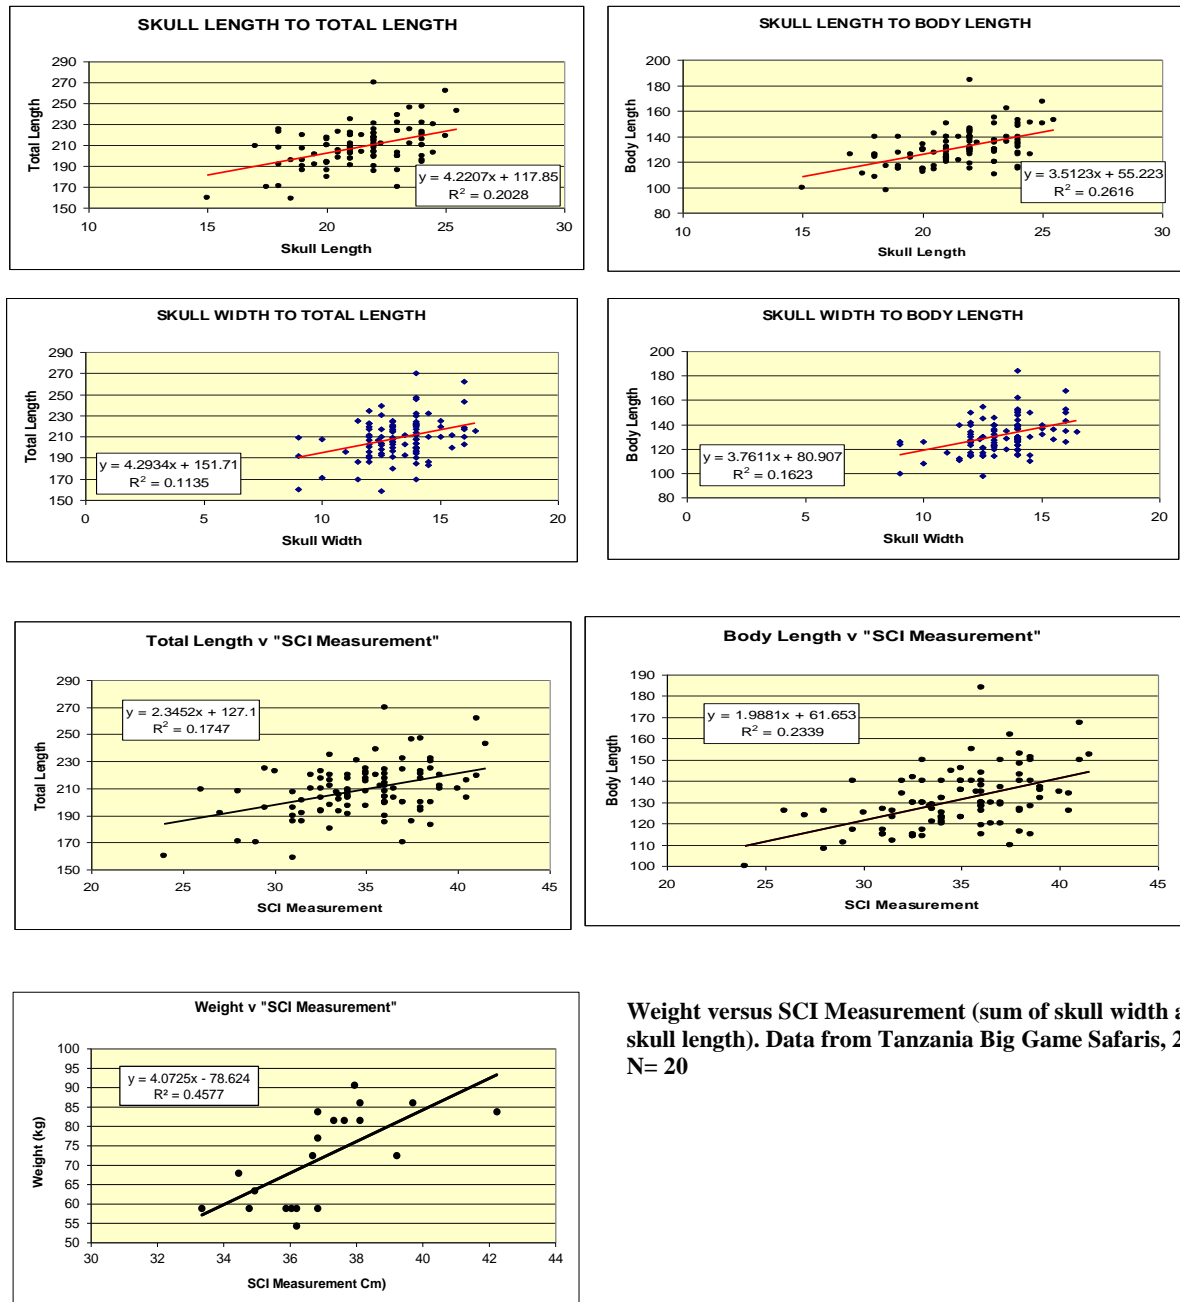 SKULL LENGTH TO TOTAL LENGTH
290
270
250
230
210
190
170
150
Total Length
y = 4.2207x + 117.85
R² = 0.2028
10 15 20 25 30
Skull Length
SKULL LENGTH TO BODY LENGTH
200
180
160
140
120
100
80
Body Length
y = 3.5123x + 55.223
R² = 0.2616
10 15 20 25 30
Skull Length
SKULL WIDTH TO TOTAL LENGTH
290
270
250
230
210
190
170
150
Total Length
y = 4.2934x + 151.71
R² = 0.1135
0 5 10 15 20
Skull Width
SKULL WIDTH TO BODY LENGTH
200
180
160
140
120
100
80
Body Length
y = 3.7611x + 80.907
R² = 0.1623
0 5 10 15 20
Skull Width
Total Length v "SCI Measurement"
290
270
250
230
210
190
170
150
Total Length
y = 2.3452x + 127.1
R² = 0.1747
20 25 30 35 40 45
SCI Measurement
Body Length v "SCI Measurement"
190
180
170
160
150
140
130
120
110
100
Body Length
y = 1.9881x + 61.653
R² = 0.2339
20 25 30 35 40 45
SCI Measurement
Weight v "SCI Measurement"
100
95
90
85
80
75
70
65
60
55
50
Weight (kg)
y = 4.0725x - 78.624
R² = 0.4577
30 32 34 36 38 40 42 44
SCI Measurement Cm)
Weight versus SCI Measurement (sum of skull width
skull length). Data from Tanzania Big Game Safaris,
N= 20